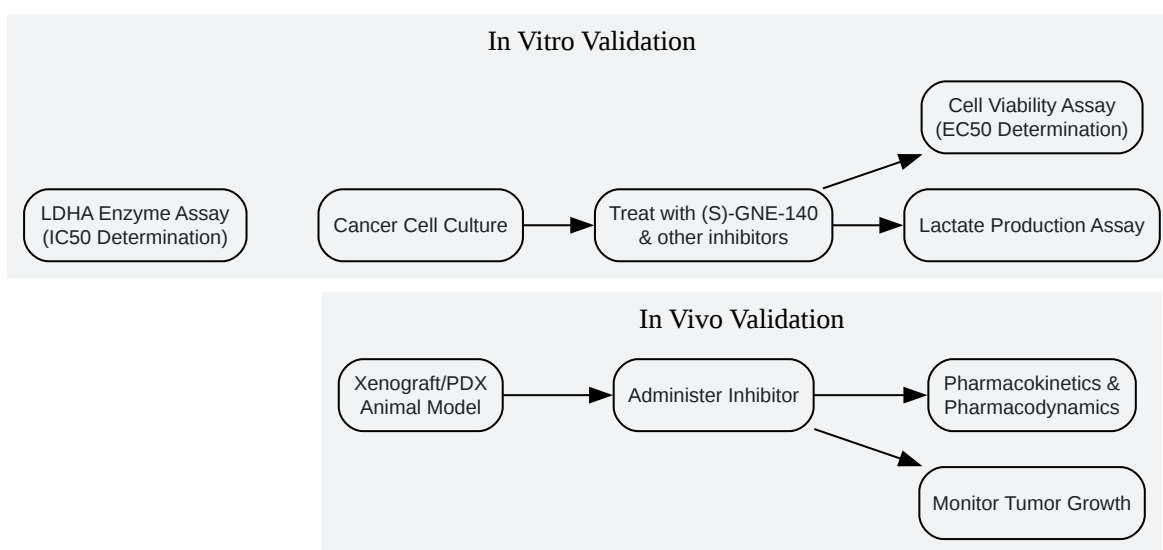 In Vitro Validation
Cell Viability Assay
(EC50 Determination)
LDHA Enzyme Assay
(IC50 Determination)
Cancer Cell Culture
Treat with (S)-GNE-140
& other inhibitors
Lactate Production Assay
In Vivo Validation
Xenograft/PDX
Animal Model
Administer Inhibitor
Pharmacokinetics &
Pharmacodynamics
Monitor Tumor Growth